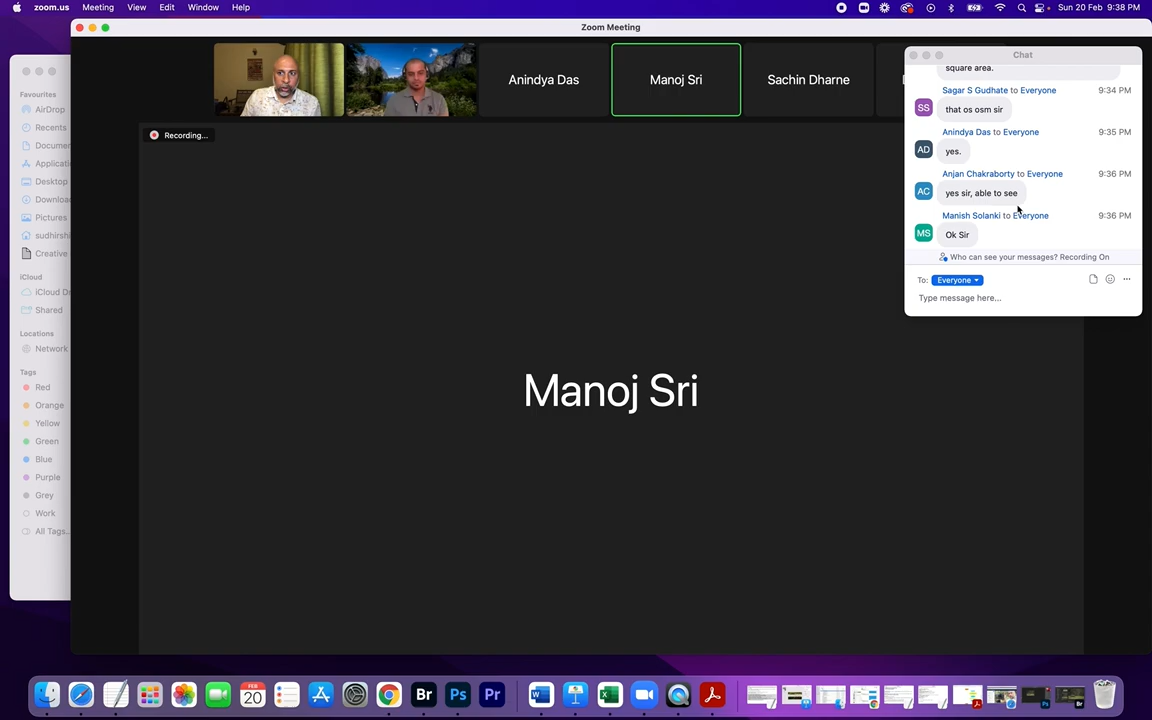 zoom.us Meeting View Edit Window Help
Sun 20 Feb 9:38 PM
Zoom Meeting
Anindya Das
Manoj Sri
Sachin Dharne
Recording...
Manoj Sri
Favourites
AirDrop
Recents
Desktop
Pictures
Creative
iCloud
Shared
Locations
Network
Tags
Red
Orange
Yellow
Green
Blue
Purple
Grey
Work
All Tags...
Chat
square area.
Sagar S Gudhate to Everyone 9:34 PM
SS
that os osm sir
Anindya Das to Everyone 9:35 PM
AD
yes.
Anjan Chakraborty to Everyone 9:36 PM
AC
yes sir, able to see
Manish Solanki to Everyone 9:36 PM
MS
Ok Sir
Who can see your messages? Recording On
To: Everyone
Type message here...
FEB
20
Br
Ps
Pr